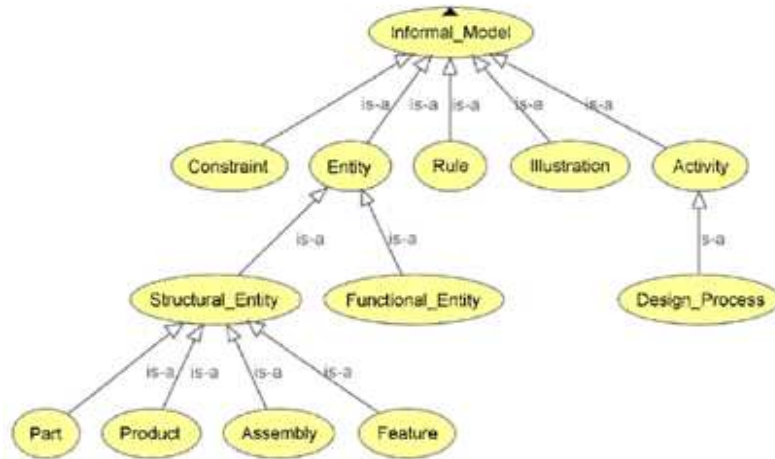 Informal_Model
is-a is-a is-a is-a is-a
Constraint Entity Rule Illustration Activity
is-a is-a s-a
Structural_Entity Functional_Entity Design_Process
is-a is-a is-a is-a
Part Product Assembly Feature